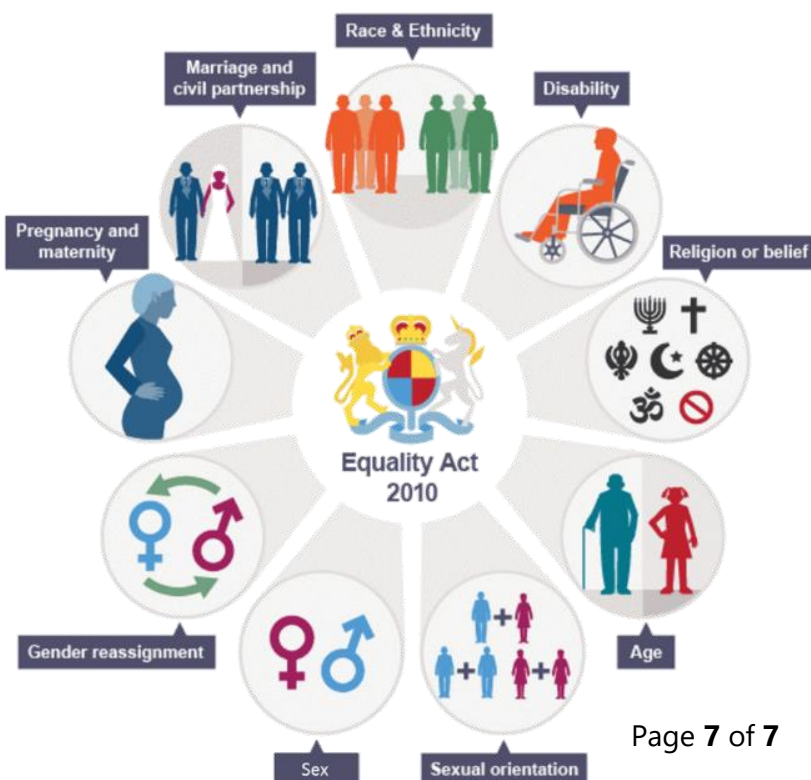 Race & Ethnicity
Marriage and
civil partnership
Disability
Pregnancy and
maternity
Religion or belief
Equality Act
2010
Gender reassignment
Age
Sex
Sexual orientation
Page 7 of 7